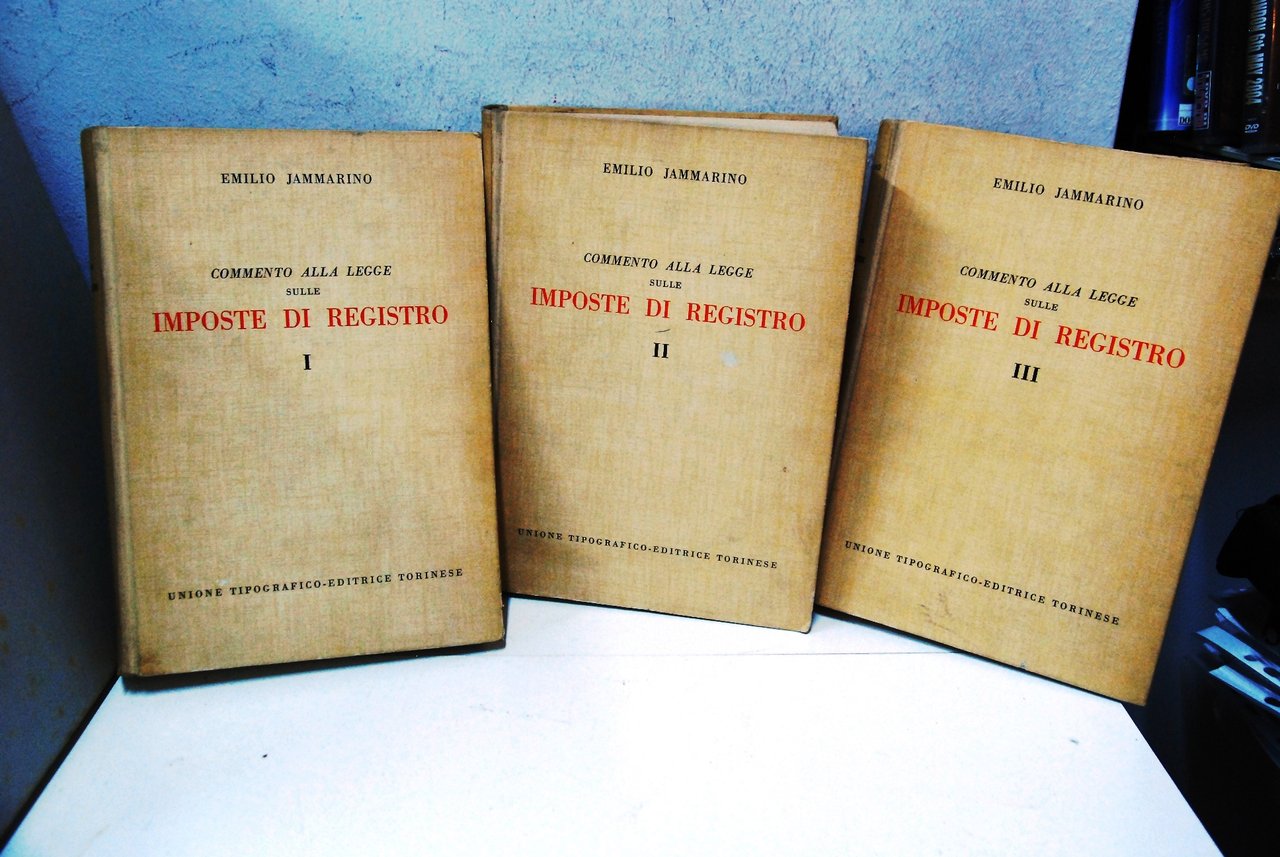 EMILIO JAMMARINO
COMMENTO ALLA LEGGE
SULLE
IMPOSTE DI REGISTRO
I
UNIONE TIPOGRAFICO-EDITRICE TORINESE
EMILIO JAMMARINO
COMMENTO ALLA LEGGE
SULLE
IMPOSTE DI REGISTRO
II
UNIONE TIPOGRAFICO-EDITRICE TORINESE
EMILIO JAMMARINO
COMMENTO ALLA LEGGE
SULLE
IMPOSTE DI REGISTRO
III
UNIONE TIPOGRAFICO-EDITRICE TORINESE
DVD